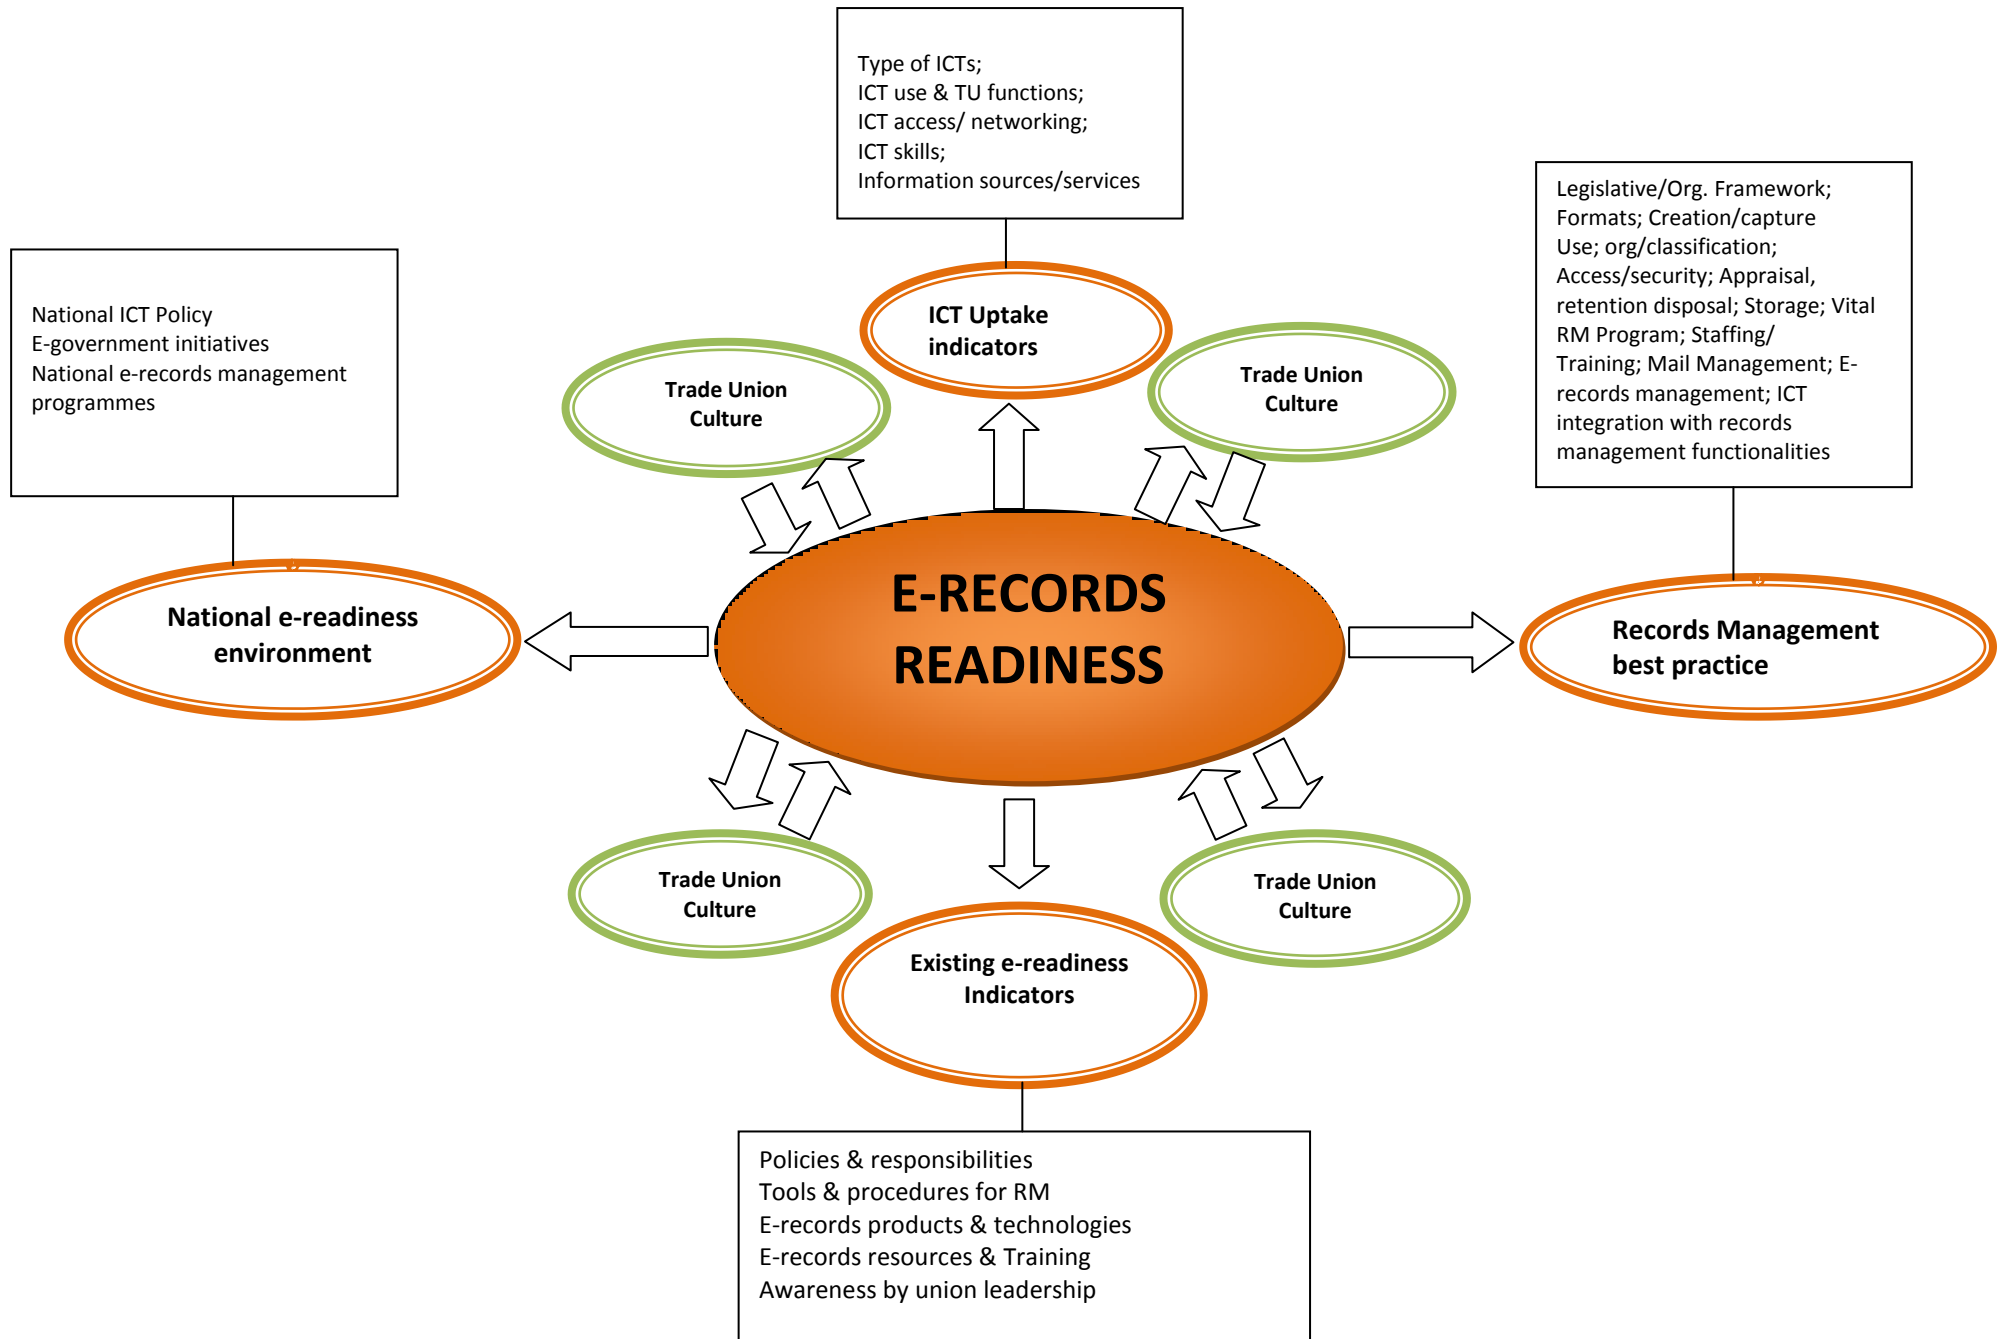 Type of ICTs;
ICT use & TU functions;
ICT access/ networking;
ICT skills;
Information sources/services
Legislative/Org. Framework;
Formats; Creation/capture
Use; org/classification;
Access/security; Appraisal,
retention disposal; Storage; Vital
RM Program; Staffing/
Training; Mail Management; E-
records management; ICT
integration with records
management functionalities
National ICT Policy
E-government initiatives
National e-records management
programmes
ICT Uptake
indicators
Trade Union
Culture
Trade Union
Culture
National e-readiness
environment
E-RECORDS
READINESS
Records Management
best practice
Trade Union
Culture
Trade Union
Culture
Existing e-readiness
Indicators
Policies & responsibilities
Tools & procedures for RM
E-records products & technologies
E-records resources & Training
Awareness by union leadership